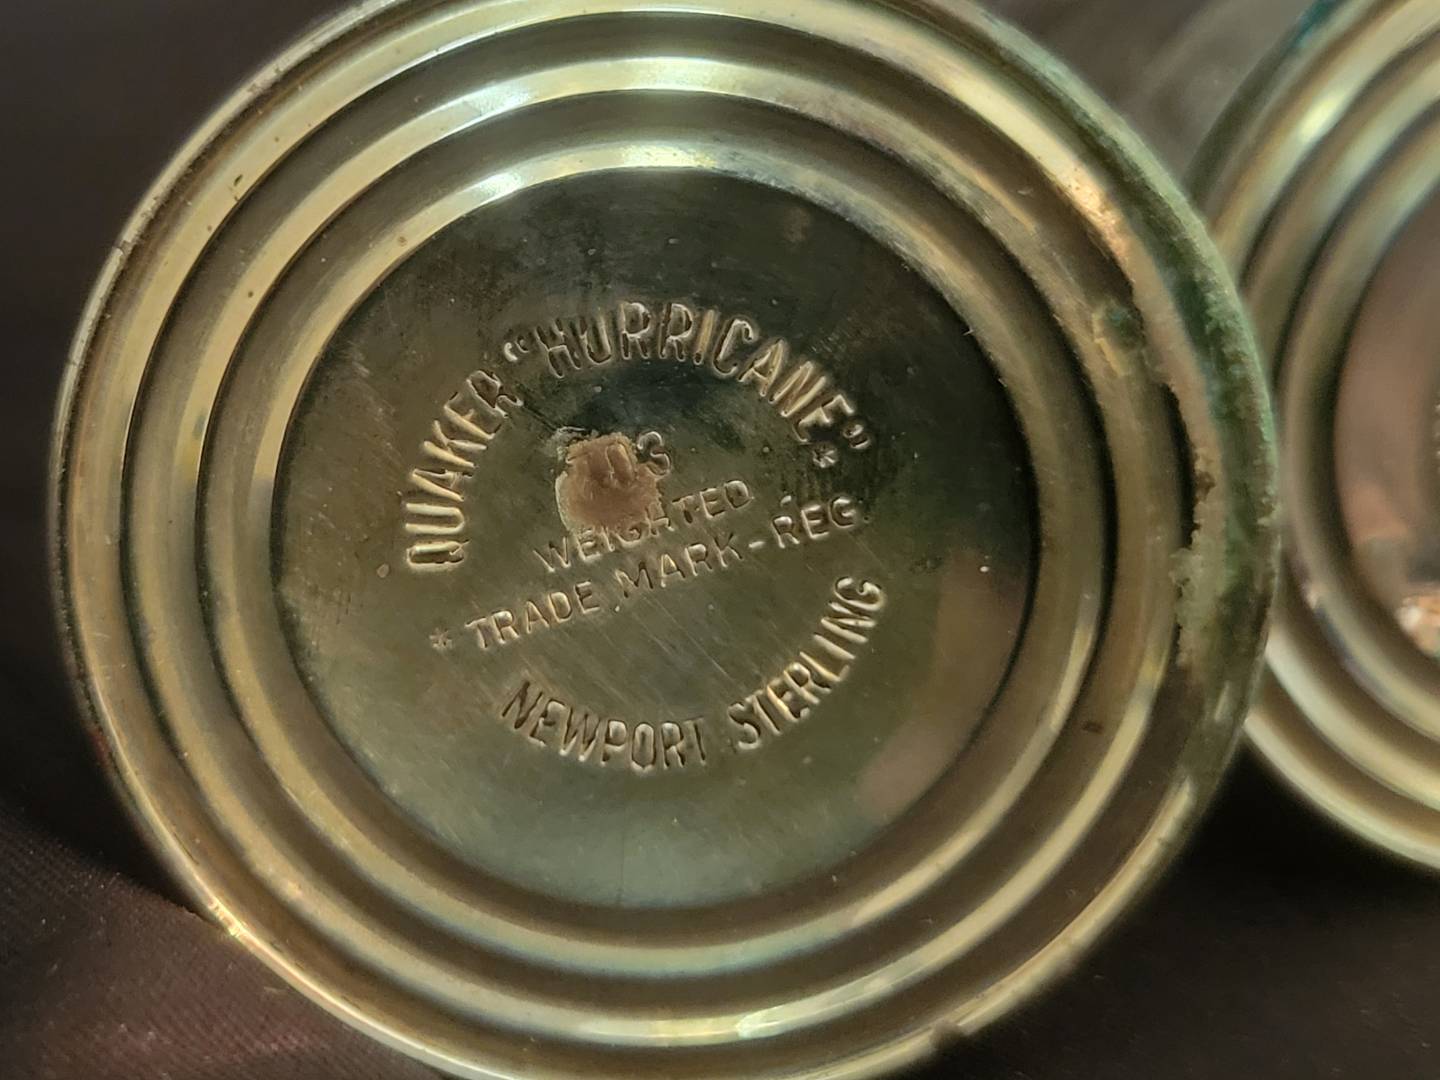 QUAKER "HURRICANE" *
WEIGHTED
* TRADE MARK-REG.
NEWPORT STERLING